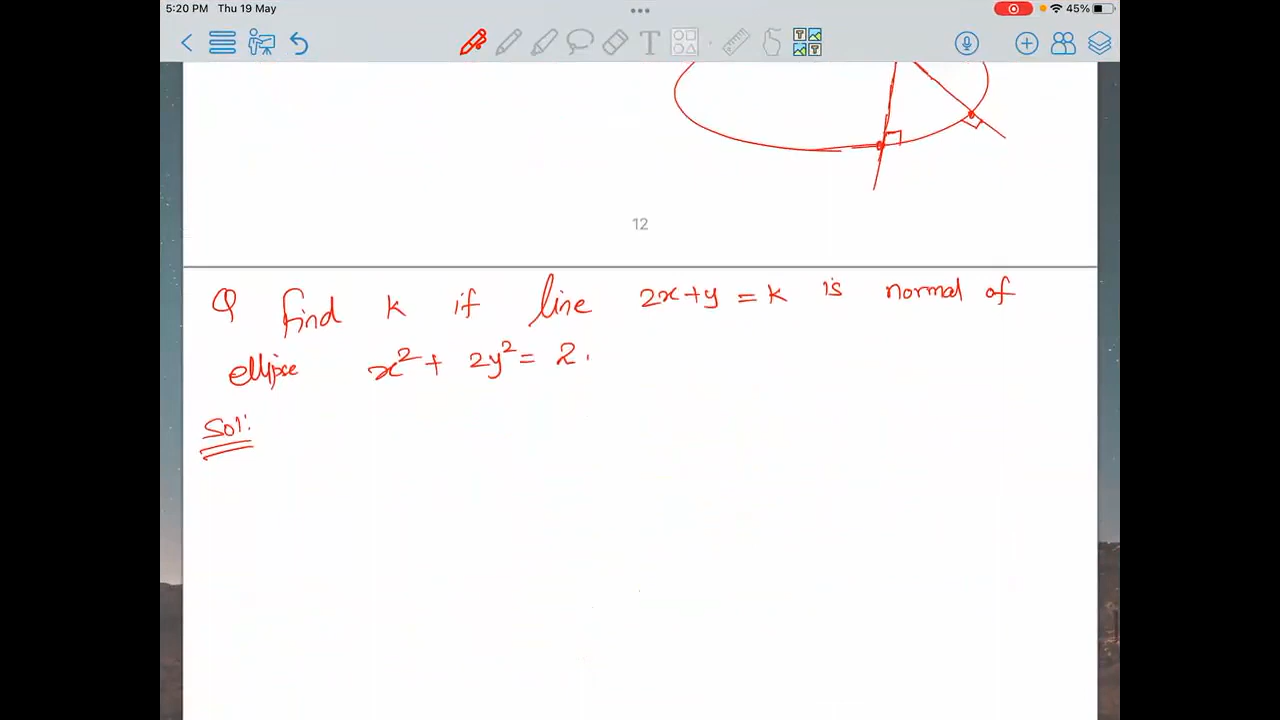 5:20 PM Thu 19 May
45%
12
Q find k if line 2x+y = k is normal of
ellipse x² + 2y² = 2.
Sol: